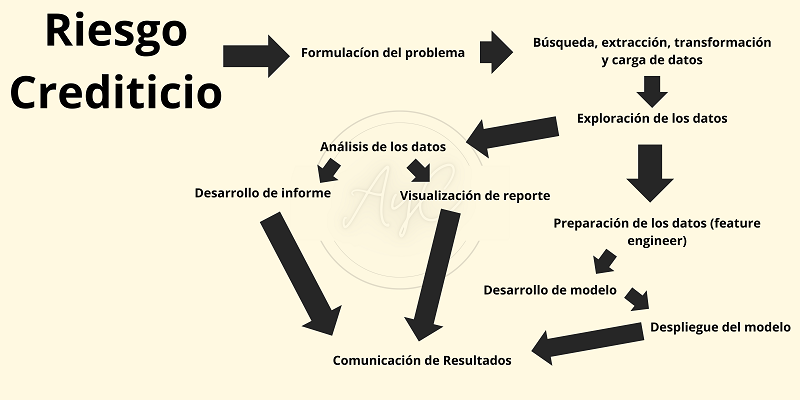 Riesgo
Crediticio
Formulacíon del problema
Búsqueda, extracción, transformación
y carga de datos
Exploración de los datos
Análisis de los datos
Desarrollo de informe
Visualización de reporte
Preparación de los datos (feature
engineer)
Desarrollo de modelo
Despliegue del modelo
Comunicación de Resultados